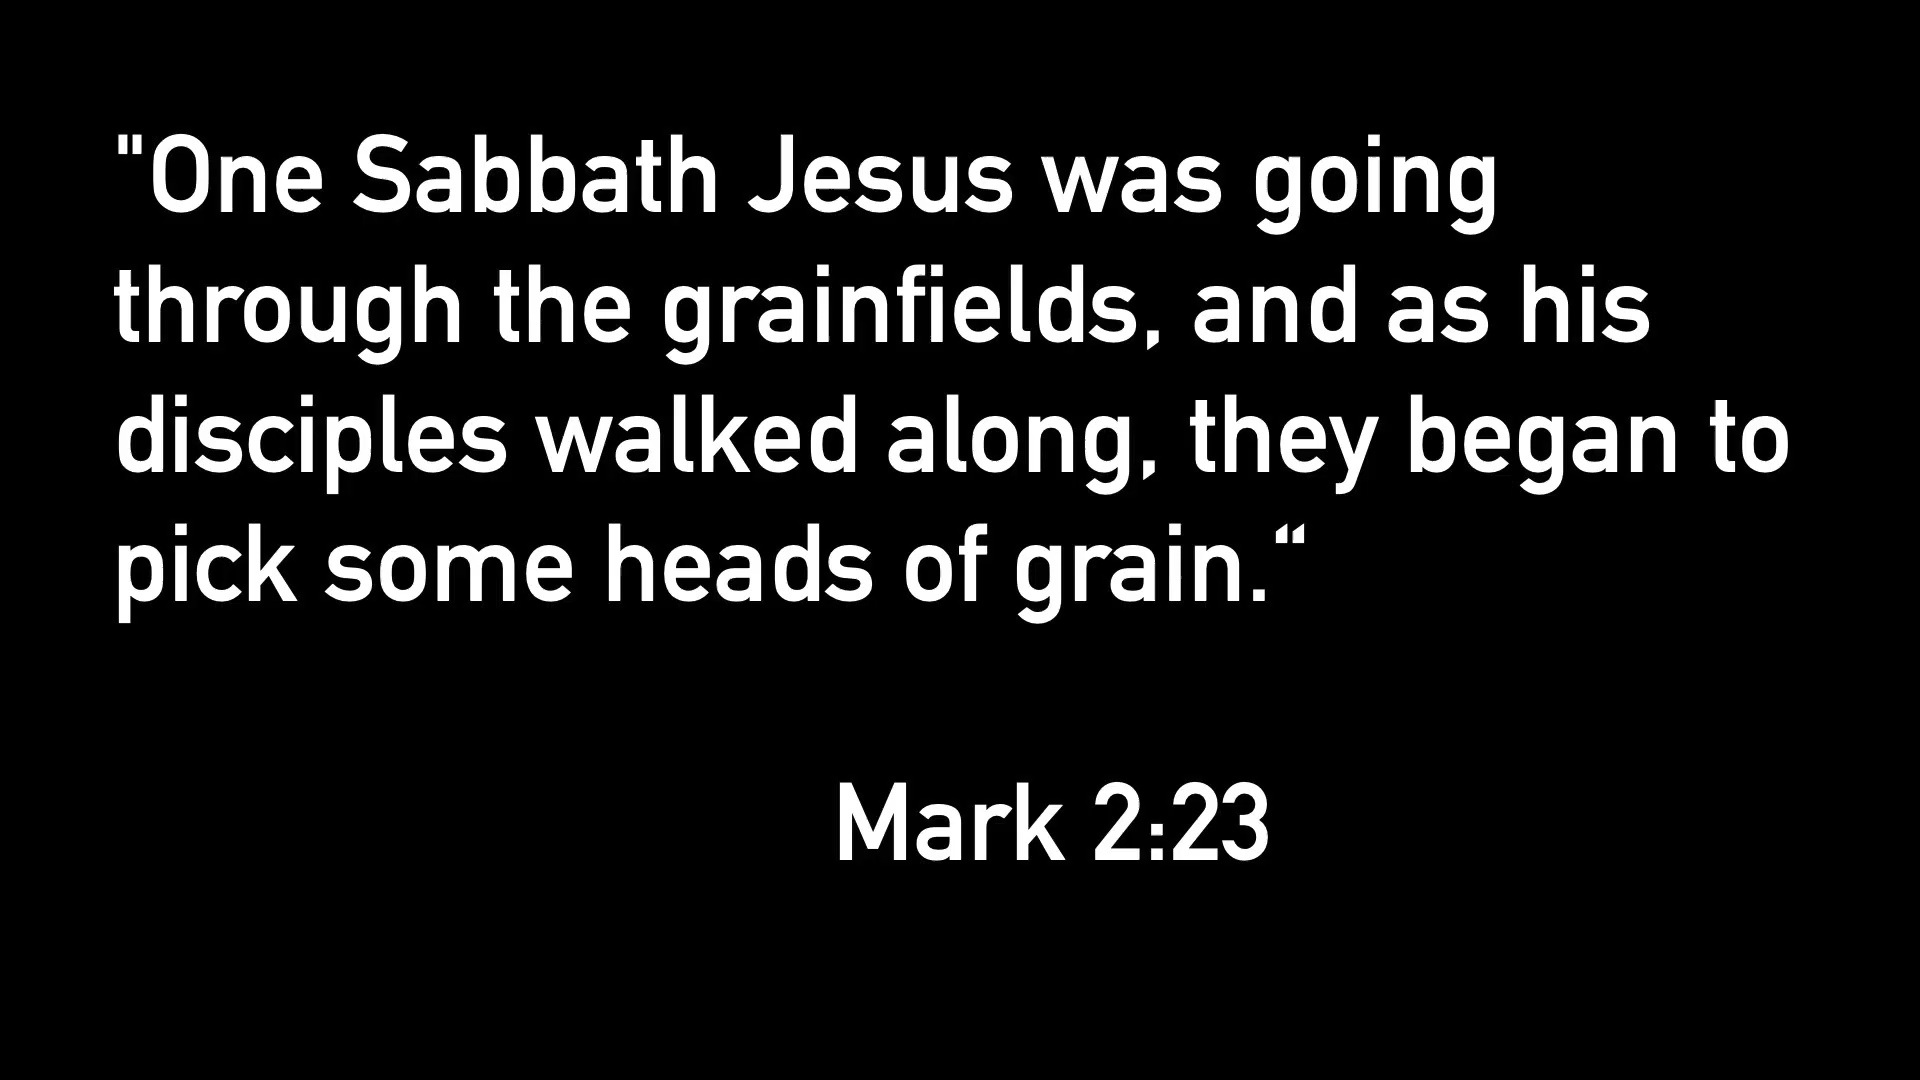 "One Sabbath Jesus was going
through the grainfields, and as his
disciples walked along, they began to
pick some heads of grain.“
Mark 2:23